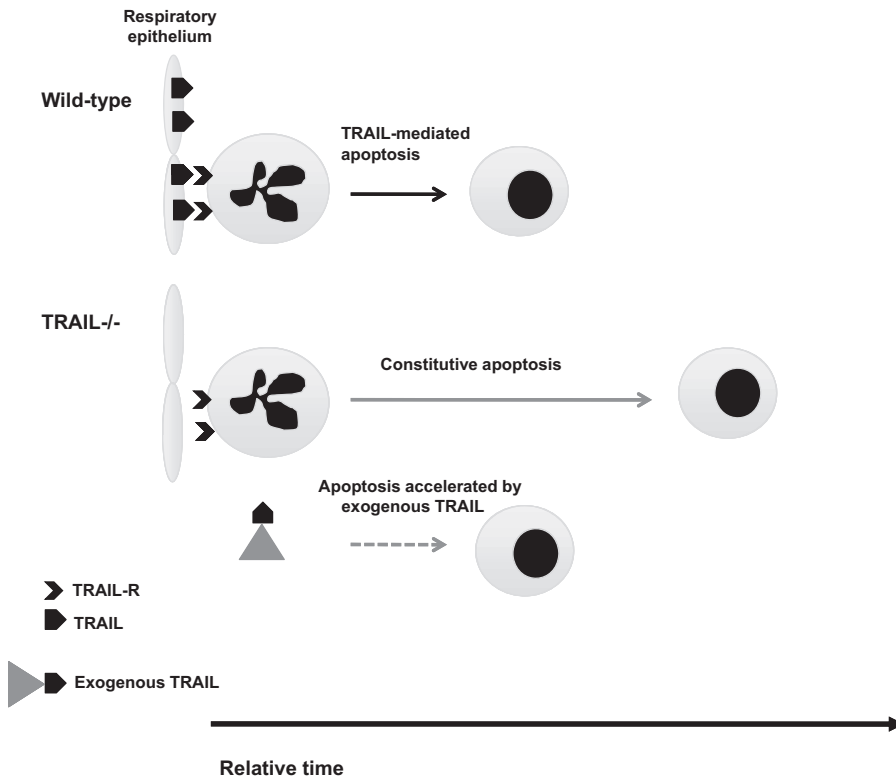 Respiratory
epithelium
Wild-type
TRAIL-mediated
apoptosis
TRAIL-/-
Constitutive apoptosis
Apoptosis accelerated by
exogenous TRAIL
TRAIL-R
TRAIL
Exogenous TRAIL
Relative time